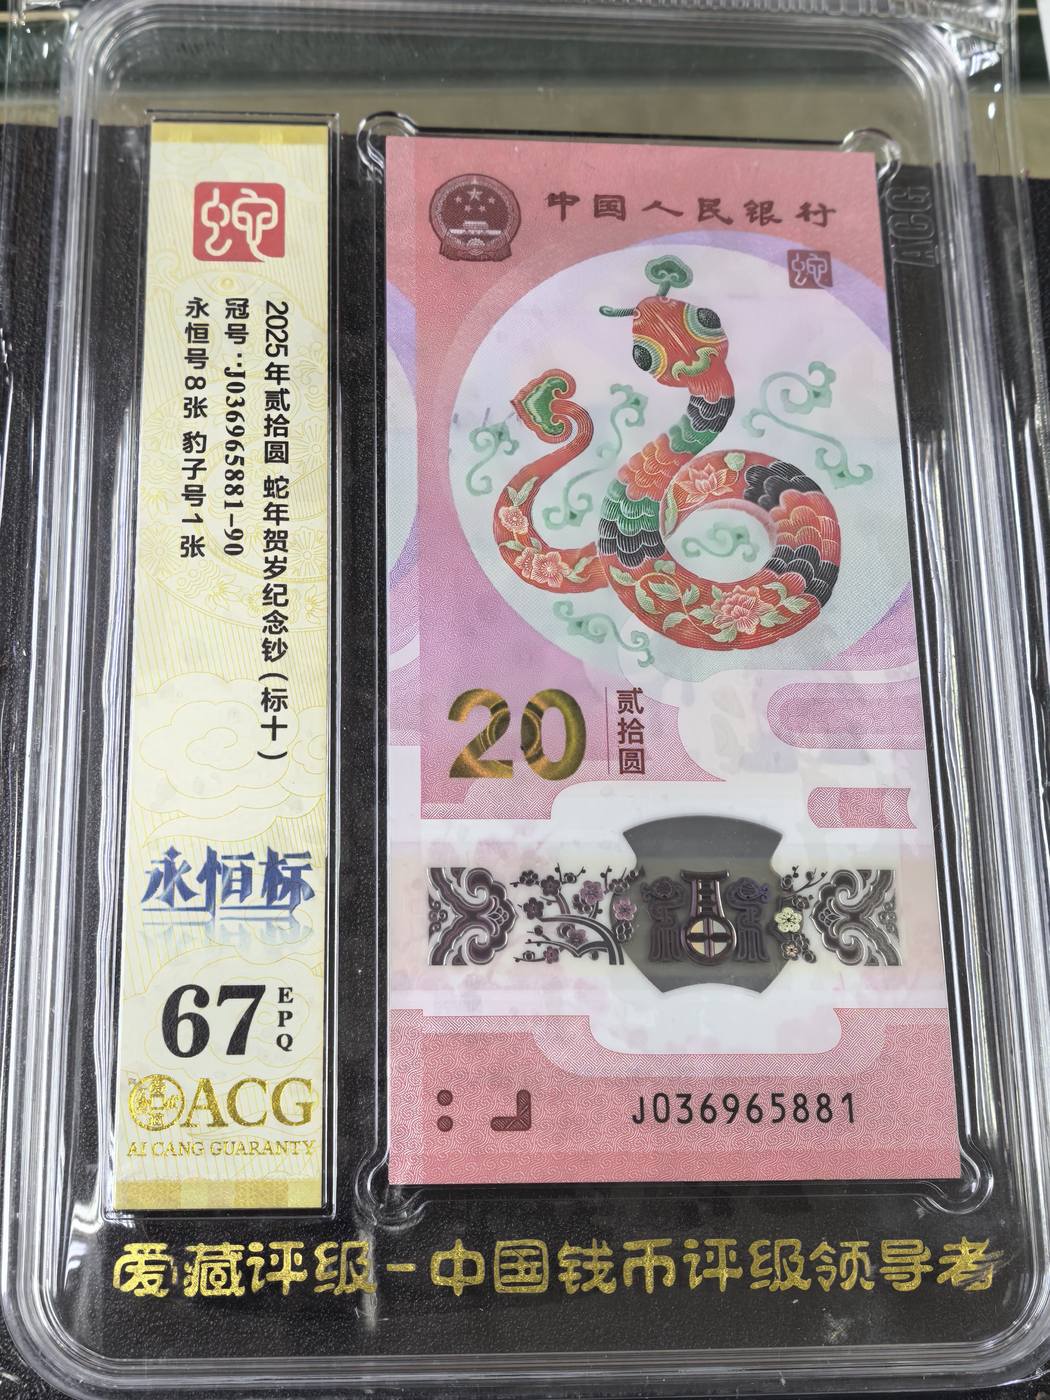 蛇
2025年贰拾圆 蛇年贺岁纪念钞(标十)
冠号:J036965881-90
永恒号8张 豹子号1张
永恒标
67
EPQ
ACG
AI CANG GUARANTY
中国人民银行
蛇
20
贰拾圆
J036965881
ACG
爱藏评级-中国钱币评级领导者